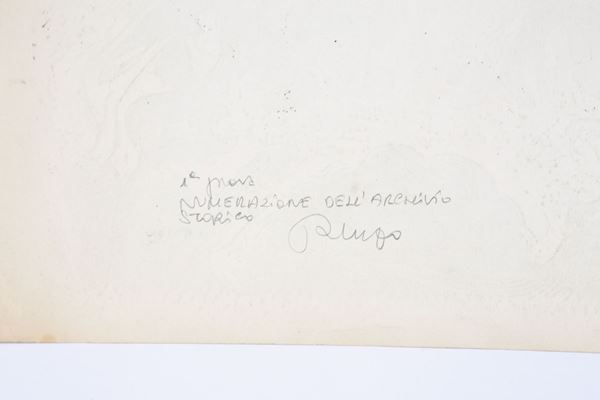 1ª prova
NUMERAZIONE DELL'ARCHIVIO
STORICO